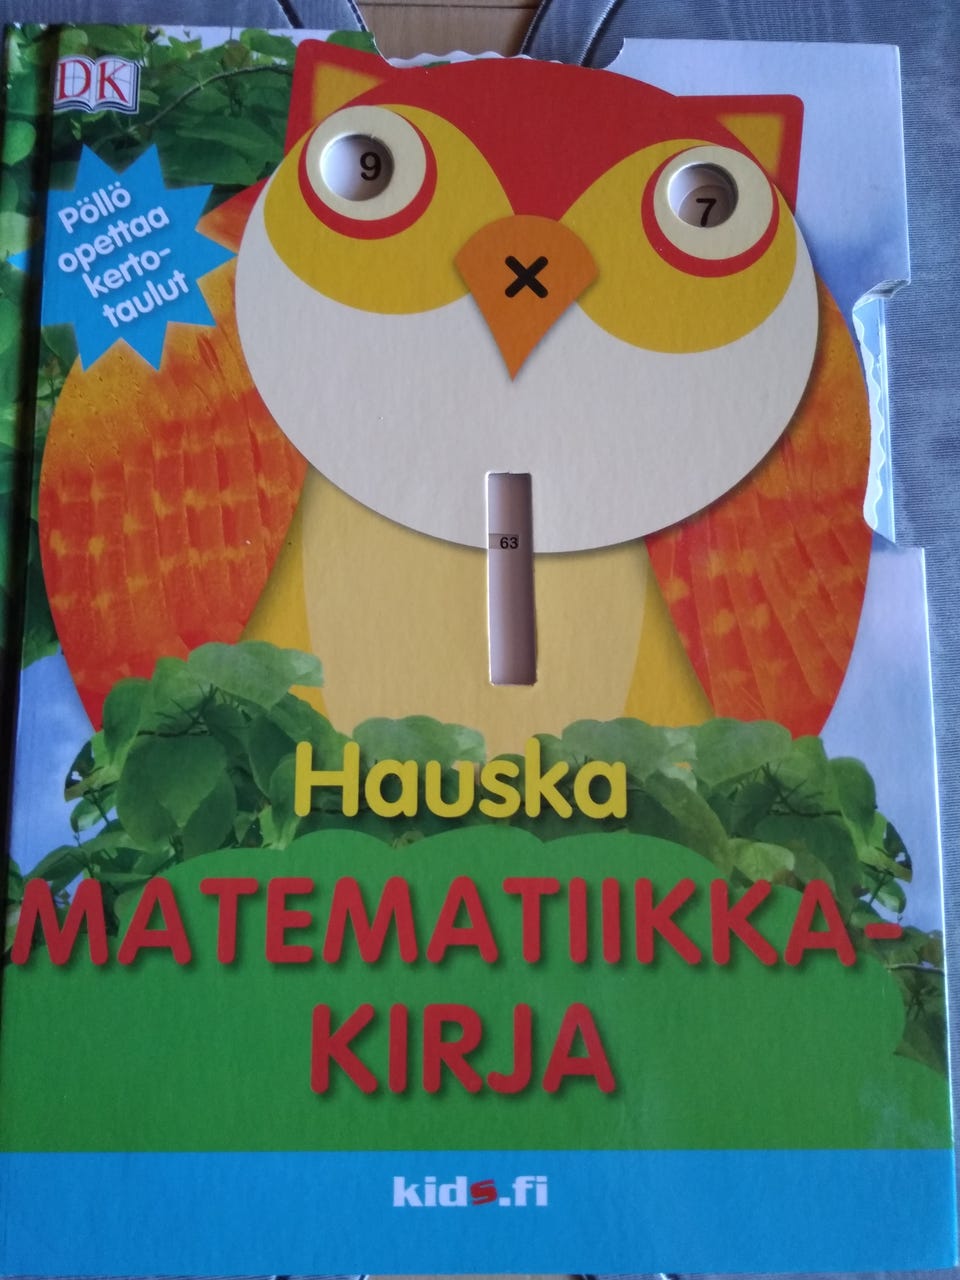 DK
Pöllö
opettaa
kerto-
taulut
9
7
×
63
Hauska
MATEMATIIKKA-
KIRJA
kids.fi